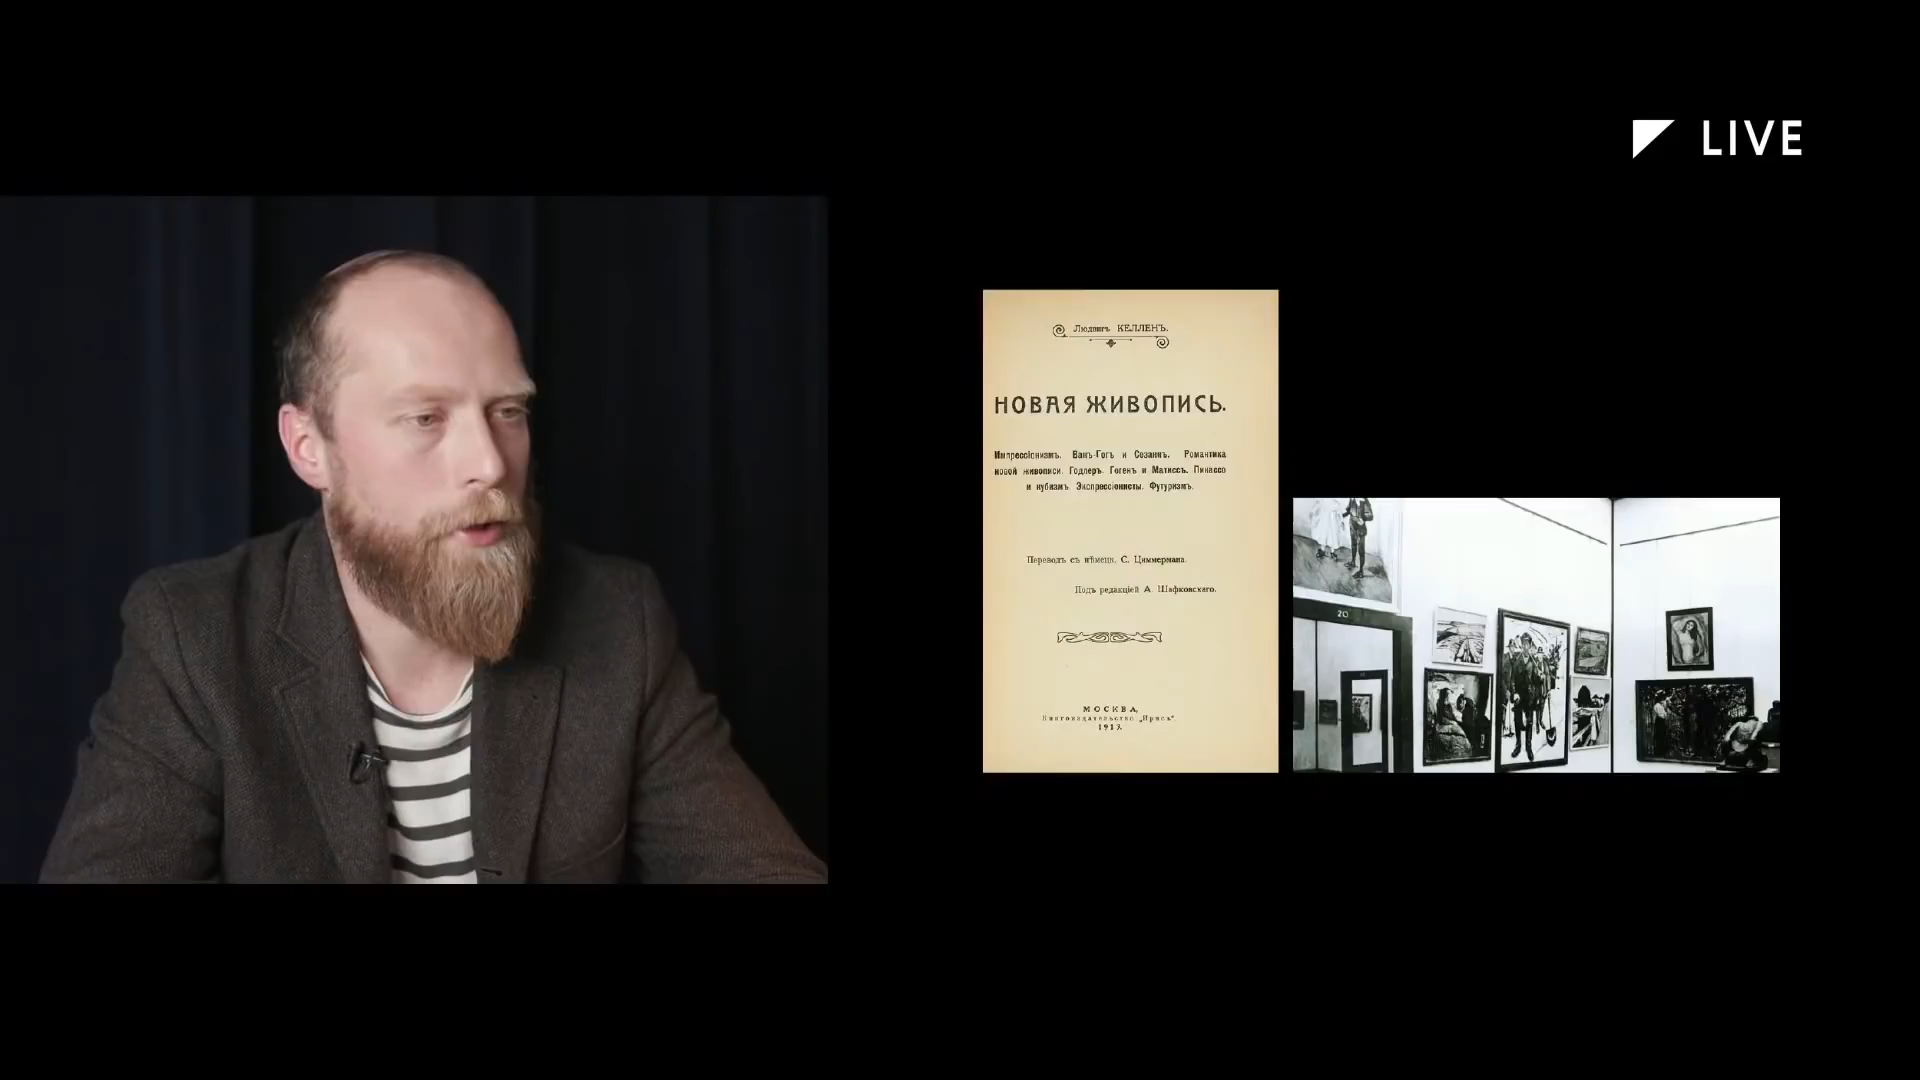 LIVE
Людвигъ КЕЛЛЕНЪ.
НОВАЯ ЖИВОПИСЬ.
Импрессіонизмъ. Ванъ-Гогъ и Сезаннъ. Романтика
новой живописи. Годлеръ. Гогенъ и Матиссъ. Пикассо
и кубизмъ. Экспрессіонисты. Футуризмъ.
Переводъ съ нѣмецк. С. Циммермана.
Подъ редакціей А. Шафковскаго.
МОСКВА,
Книгоиздательство „Ирисъ“.
1913.
20